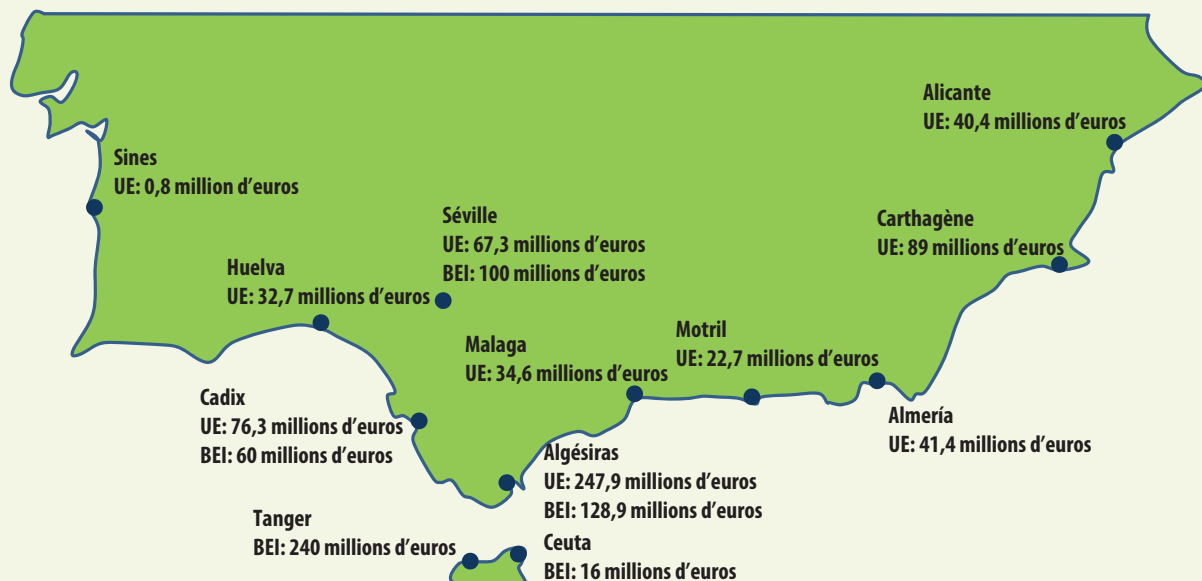 Alicante
UE: 40,4 millions d’euros
Sines
UE: 0,8 million d’euros
Séville
UE: 67,3 millions d’euros
BEI: 100 millions d’euros
Carthagène
UE: 89 millions d’euros
Huelva
UE: 32,7 millions d’euros
Malaga
UE: 34,6 millions d’euros
Motril
UE: 22,7 millions d’euros
Cadix
UE: 76,3 millions d’euros
BEI: 60 millions d’euros
Almería
UE: 41,4 millions d’euros
Algésiras
UE: 247,9 millions d’euros
BEI: 128,9 millions d’euros
Tanger
BEI: 240 millions d’euros
Ceuta
BEI: 16 millions d’euros